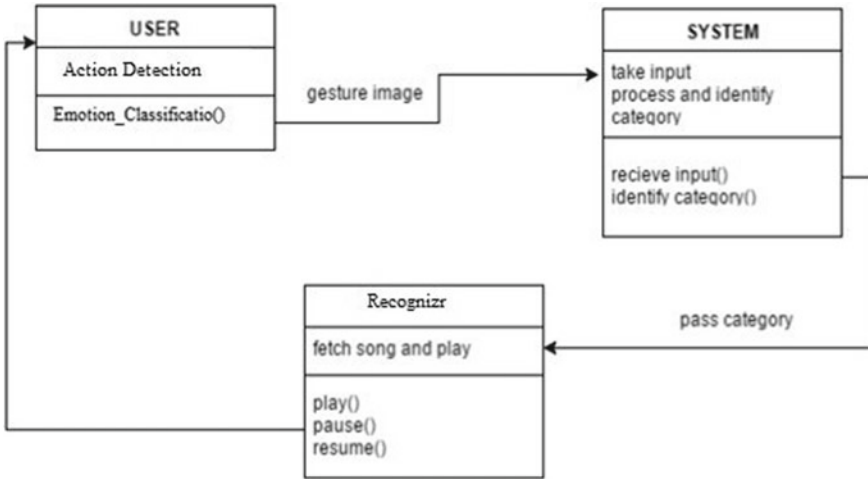 USER
Action Detection
Emotion_Classificatio()
gesture image
SYSTEM
take input
process and identify
category
recieve input()
identify category()
Recognizr
fetch song and play
play()
pause()
resume()
pass category